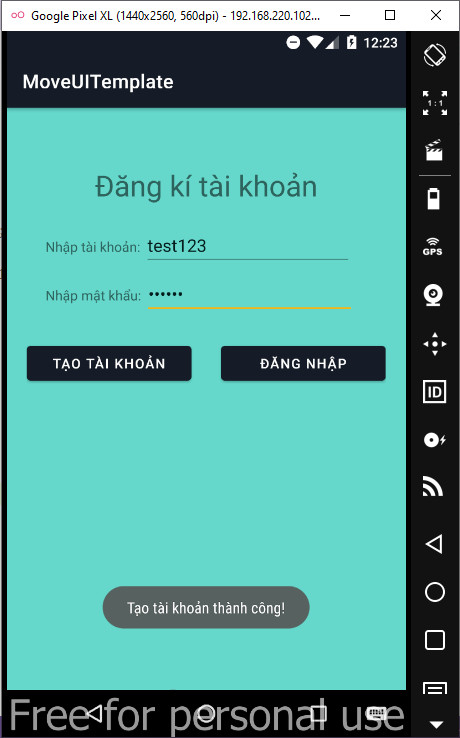 Google Pixel XL (1440x2560, 560dpi) - 192.168.220.102...
12:23
MoveUITemplate
1:1
Đăng kí tài khoản
GPS
Nhập tài khoản: test123
Nhập mật khẩu: ••••••
TẠO TÀI KHOẢN ĐĂNG NHẬP
ID
Tạo tài khoản thành công!
Free for personal use